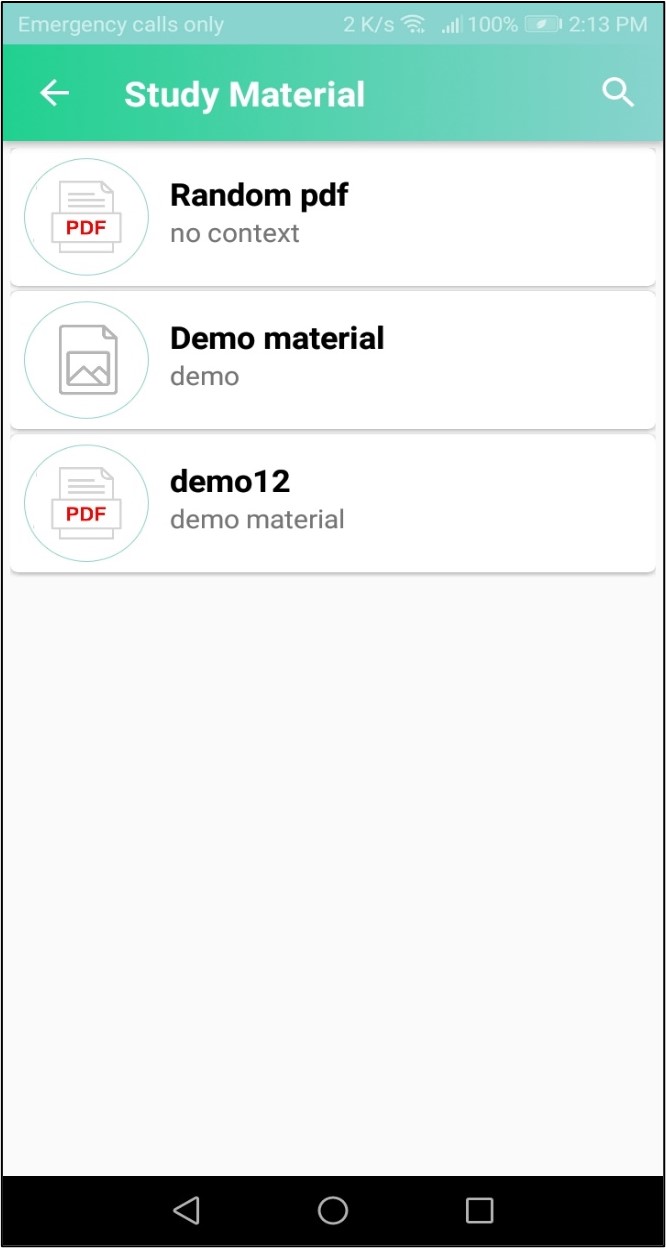 Emergency calls only 2 K/s 100% 2:13 PM
Study Material
PDF
Random pdf
no context
Demo material
demo
PDF
demo12
demo material